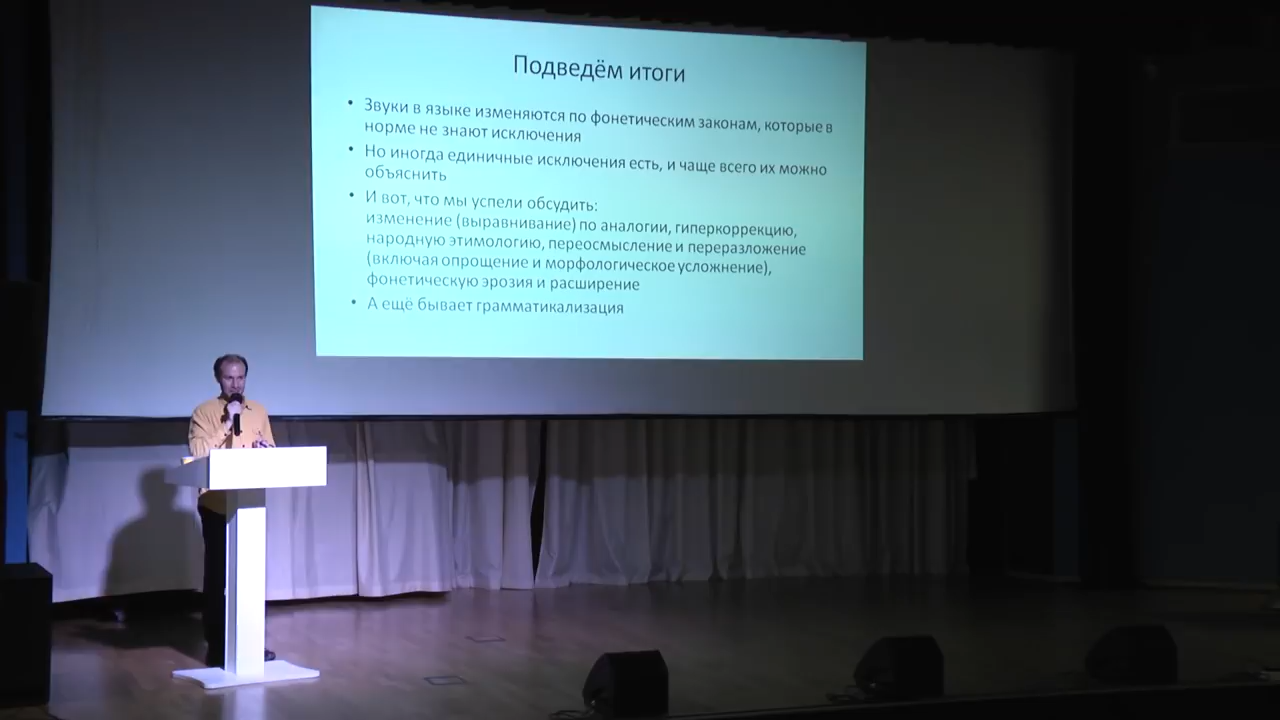 Подведём итоги
• Звуки в языке изменяются по фонетическим законам, которые в
норме не знают исключения
• Но иногда единичные исключения есть, и чаще всего их можно
объяснить
• И вот, что мы успели обсудить:
изменение (выравнивание) по аналогии, гиперкоррекцию,
народную этимологию, переосмысление и переразложение
(включая опрощение и морфологическое усложнение),
фонетическую эрозия и расширение
• А ещё бывает грамматикализация